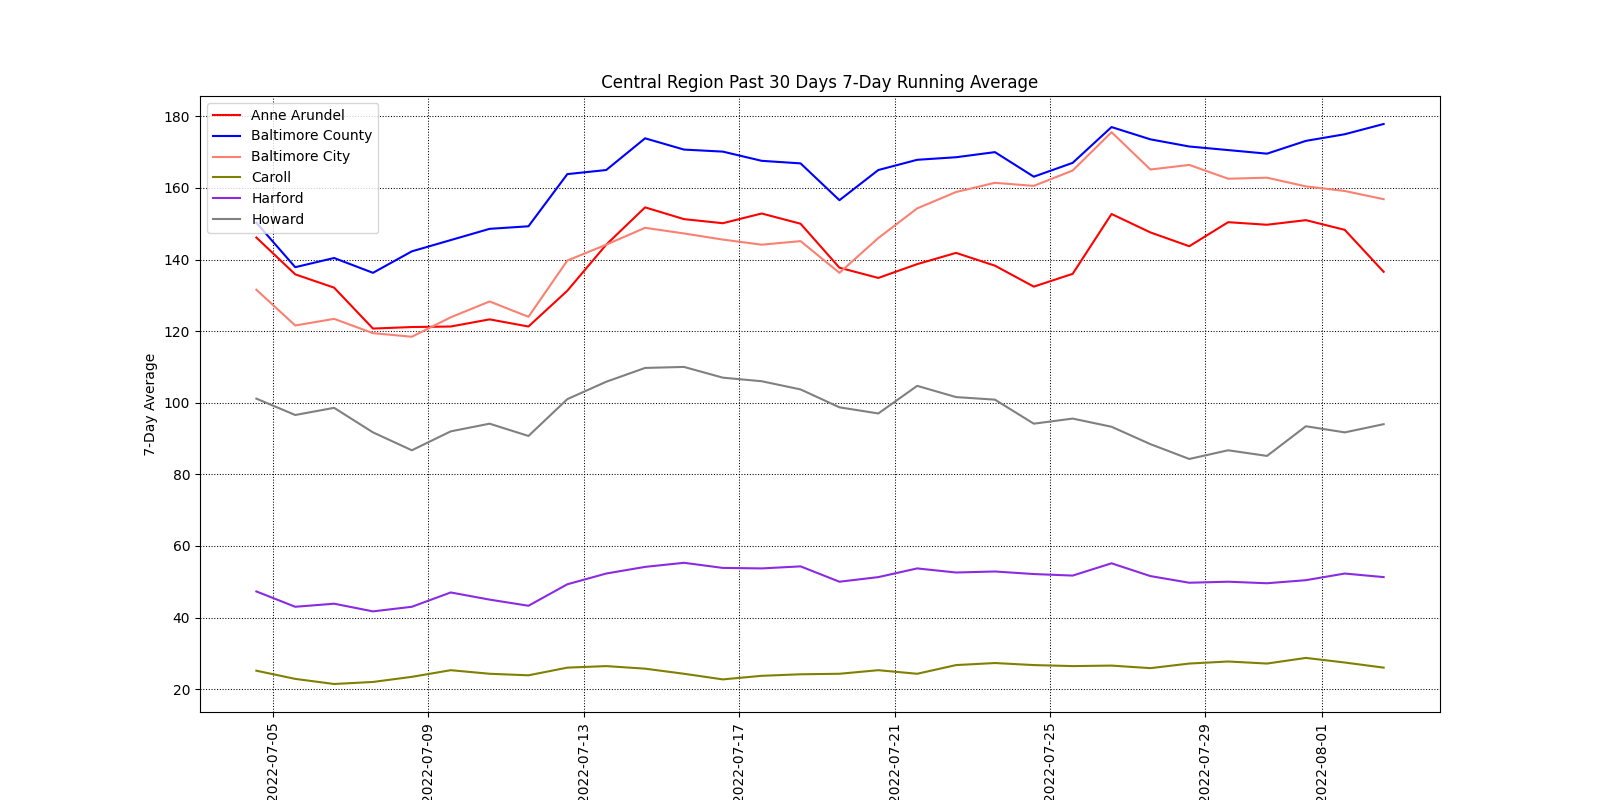 Central Region Past 30 Days 7-Day Running Average
Anne Arundel
Baltimore County
Baltimore City
Caroll
Harford
Howard
180
160
140
120
100
80
60
40
20
7-Day Average
2022-07-05
2022-07-09
2022-07-13
2022-07-17
2022-07-21
2022-07-25
2022-07-29
2022-08-01